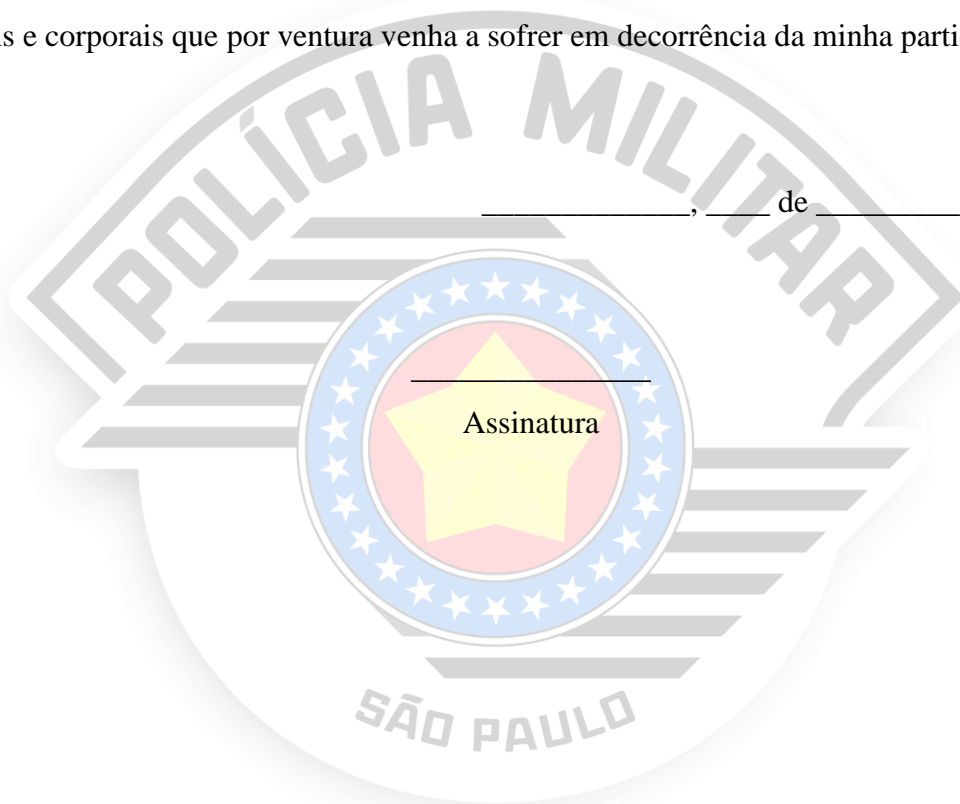 s e corporais que por ventura venha a sofrer em decorrência da minha parti
POLÍCIA MILITAR
_____________, ____ de _________
_______________
Assinatura
SÃO PAULO